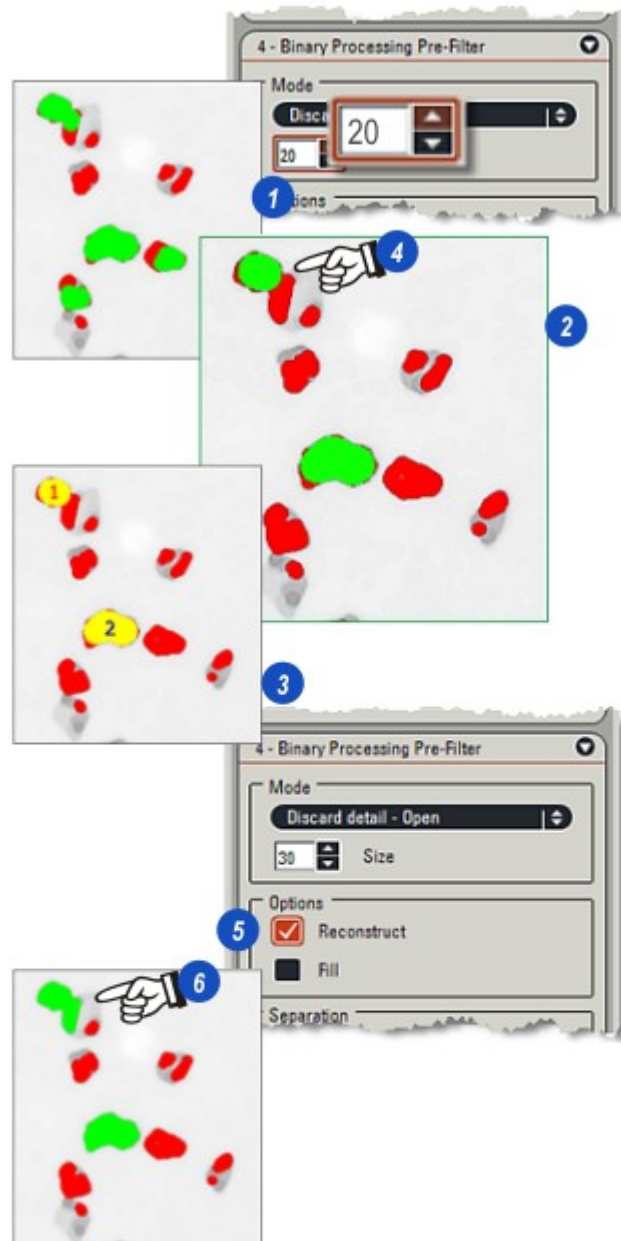 4 - Binary Processing Pre-Filter
Mode
20
20
1
4
2
1
2
3
4 - Binary Processing Pre-Filter
Mode
Discard detail - Open
30 Size
Options
5
Reconstruct
Fill
6
Separation